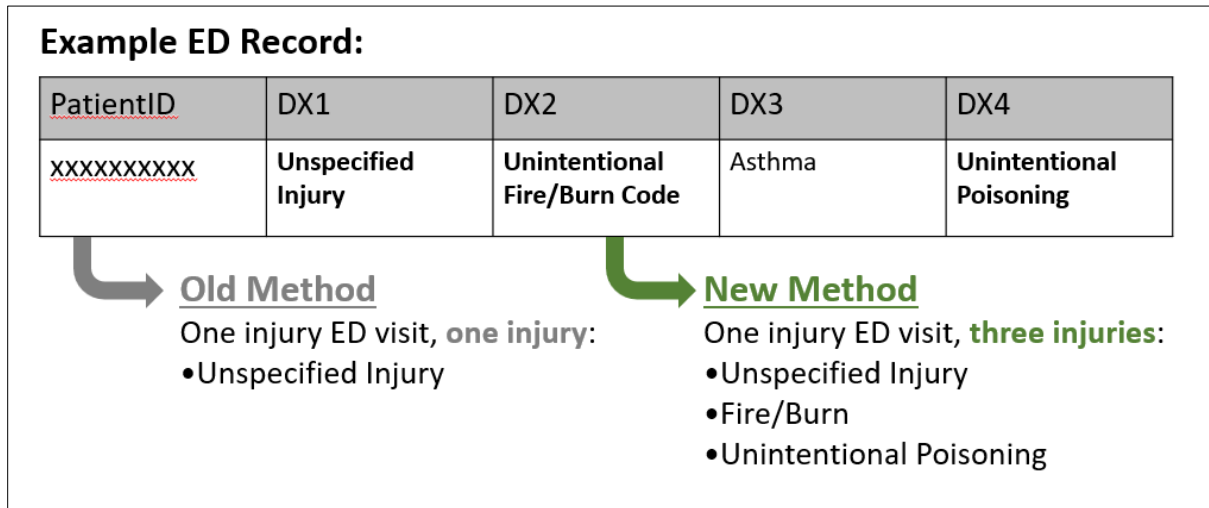 Example ED Record:
PatientID DX1 DX2 DX3 DX4
xxxxxxxxxx Unspecified Injury Unintentional Fire/Burn Code Asthma Unintentional Poisoning
Old Method
One injury ED visit, one injury:
•Unspecified Injury
New Method
One injury ED visit, three injuries:
•Unspecified Injury
•Fire/Burn
•Unintentional Poisoning